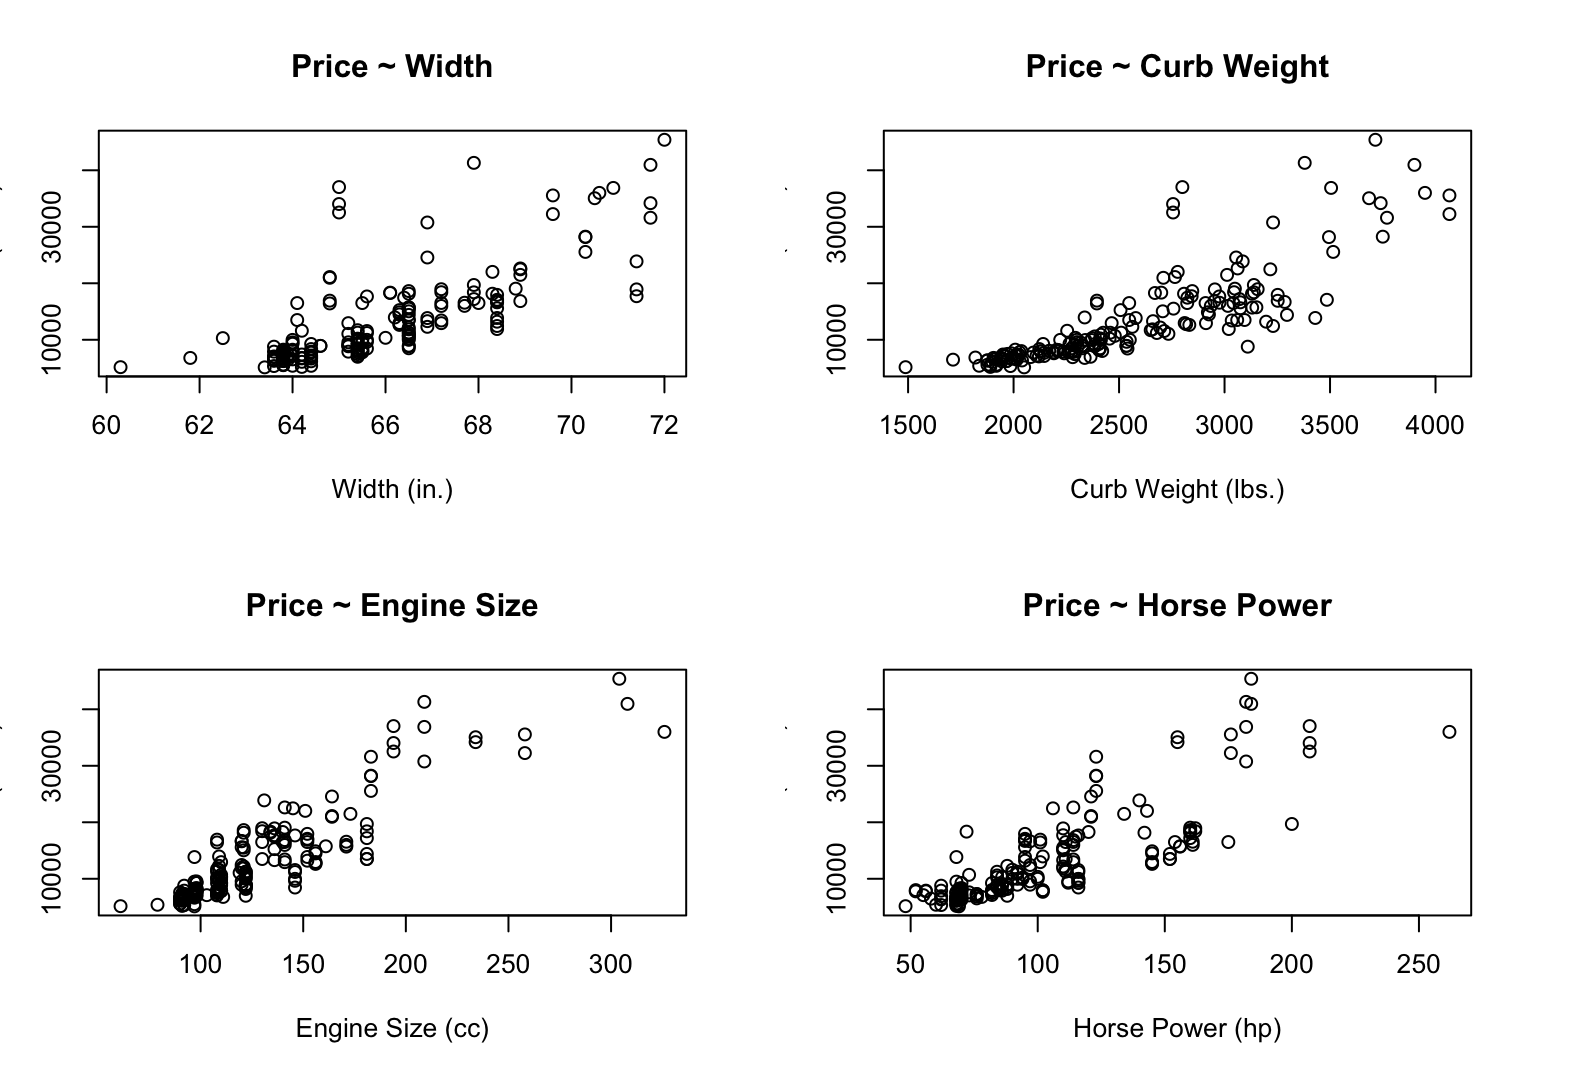 Price ~ Width
10000 30000
60 62 64 66 68 70 72
Width (in.)
Price ~ Curb Weight
10000 30000
1500 2000 2500 3000 3500 4000
Curb Weight (lbs.)
Price ~ Engine Size
10000 30000
100 150 200 250 300
Engine Size (cc)
Price ~ Horse Power
10000 30000
50 100 150 200 250
Horse Power (hp)